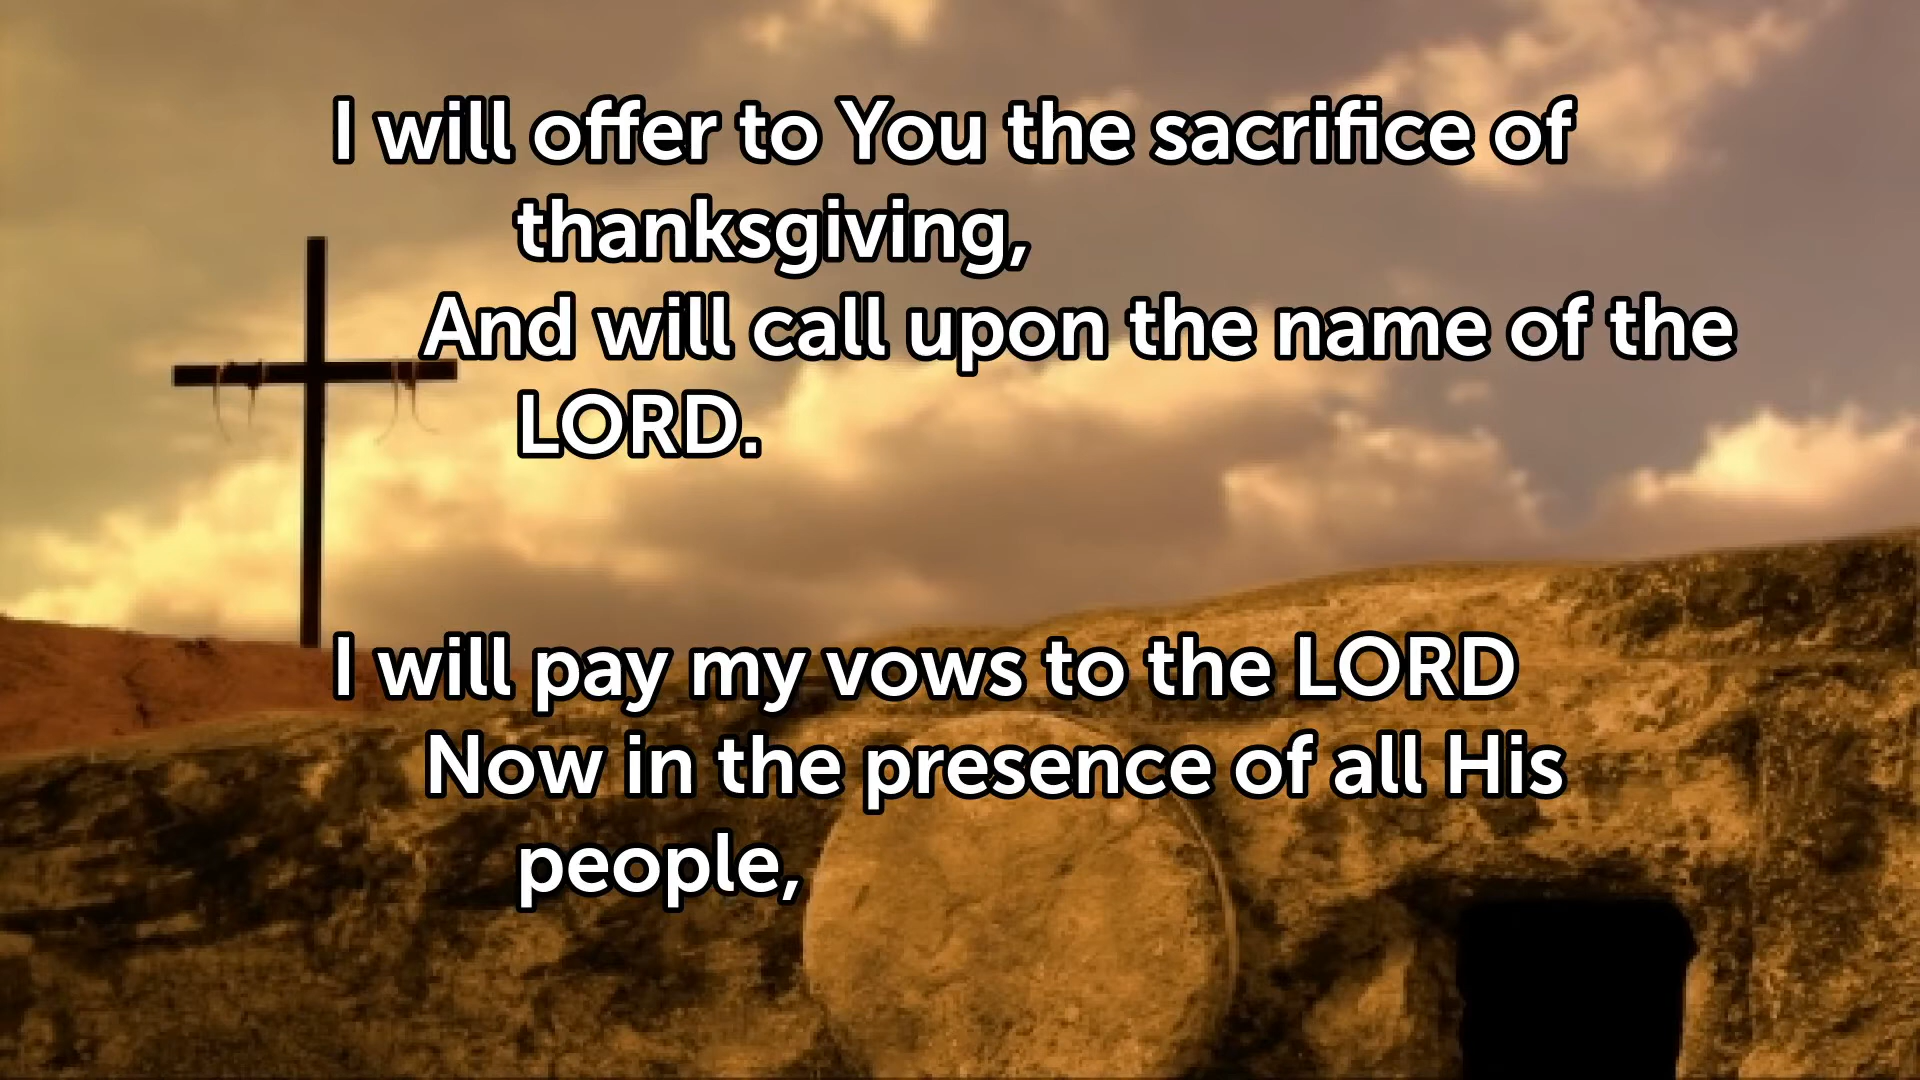 I will offer to You the sacrifice of
thanksgiving,
And will call upon the name of the
LORD.
I will pay my vows to the LORD
Now in the presence of all His
people,